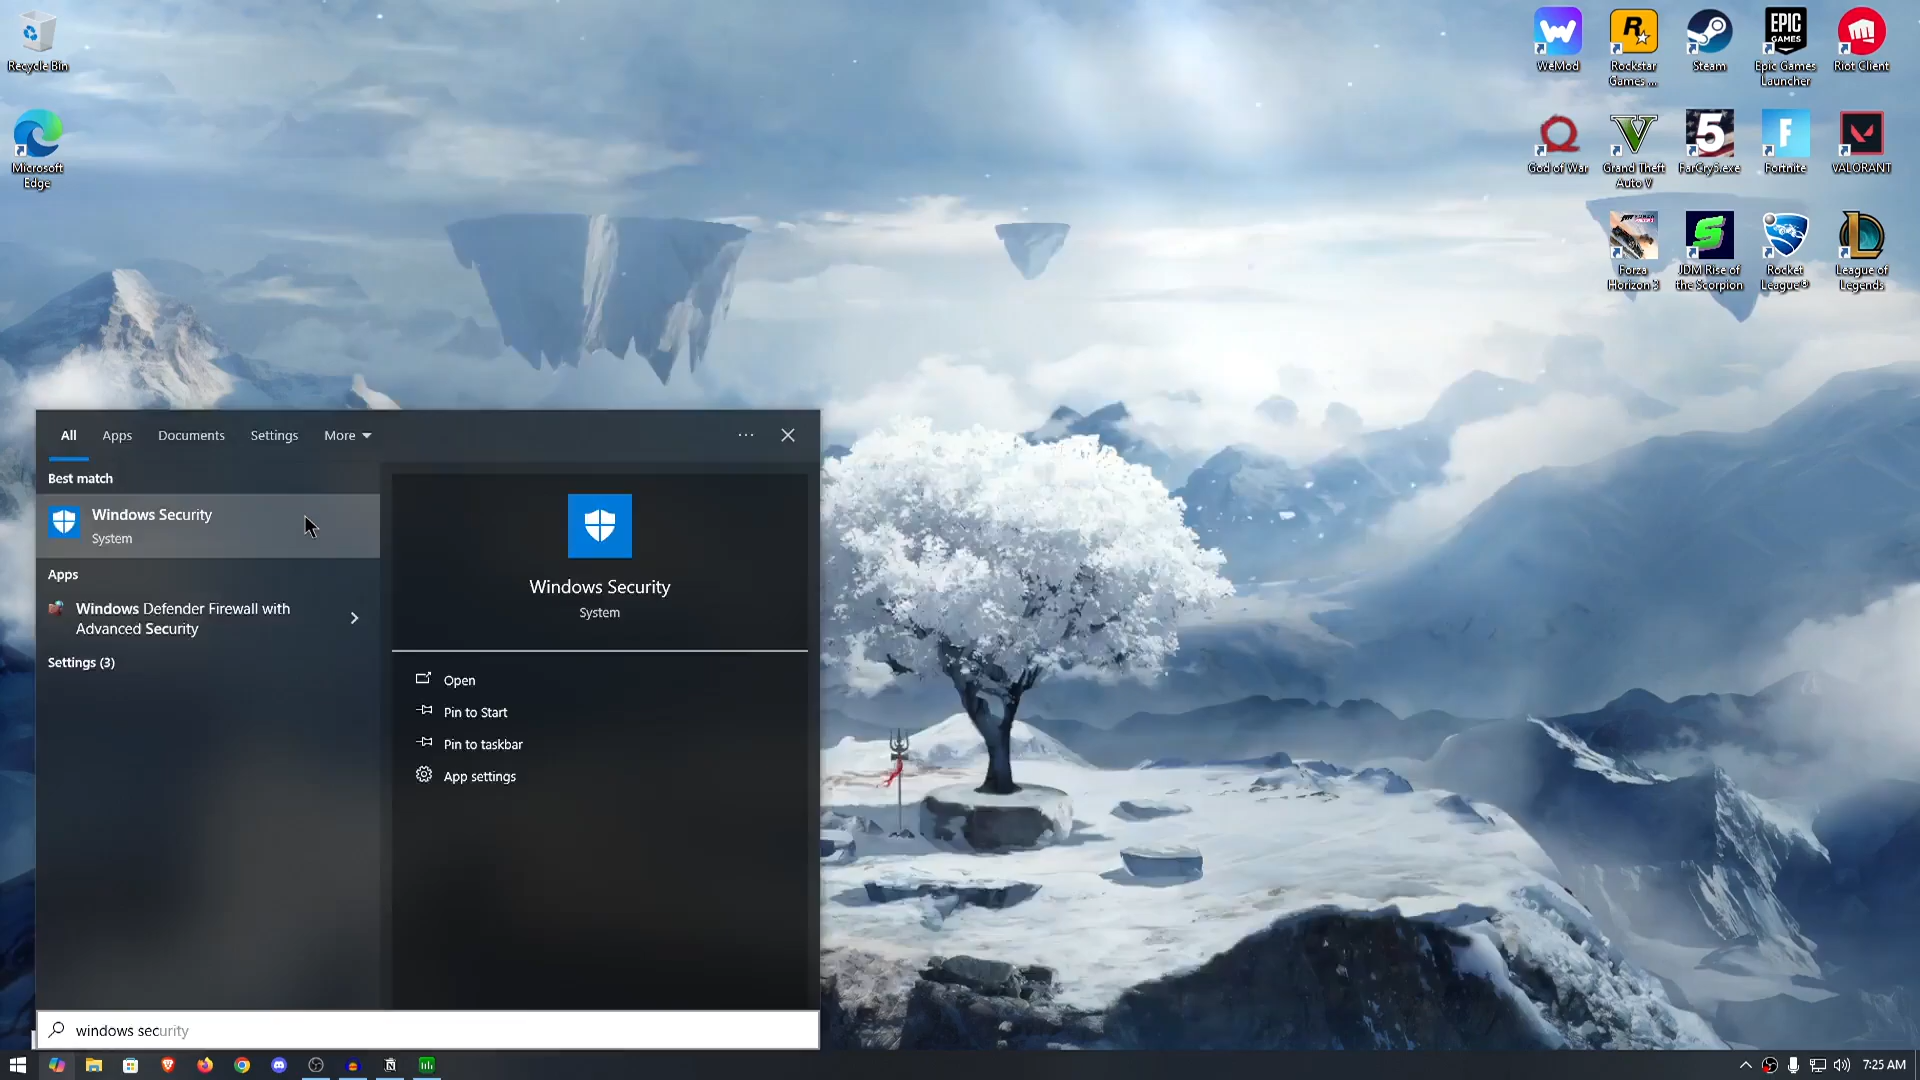 Recycle Bin
Microsoft
Edge
WeMod
Rockstar
Games ...
Steam
EPIC
GAMES
Epic Games
Launcher
Riot Client
God of War
Grand Theft
Auto V
5
FarCry5.exe
F
Fortnite
VALORANT
Forza
Horizon 3
JDM Rise of
the Scorpion
Rocket
League®
League of
Legends
All Apps Documents Settings More
Best match
Windows Security
System
Apps
Windows Defender Firewall with
Advanced Security
Settings (3)
Windows Security
System
Open
Pin to Start
Pin to taskbar
App settings
windows security
7:25 AM